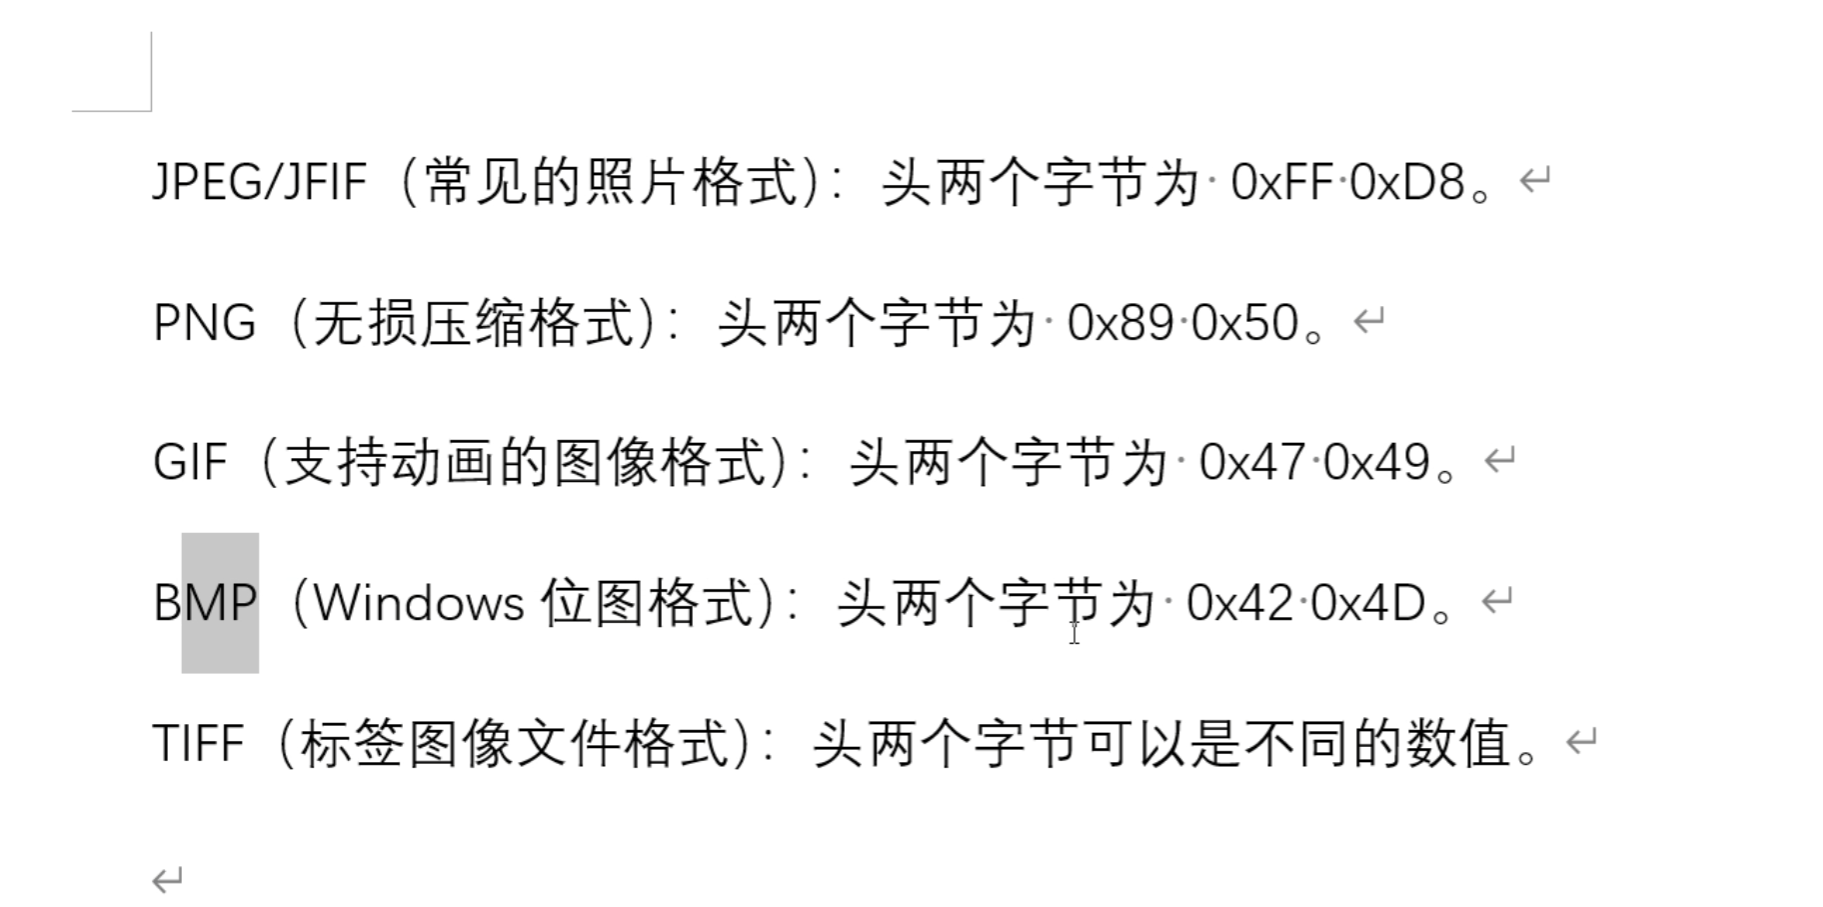 JPEG/JFIF（常见的照片格式）：头两个字节为 0xFF 0xD8。
PNG（无损压缩格式）：头两个字节为 0x89 0x50。
GIF（支持动画的图像格式）：头两个字节为 0x47 0x49。
BMP（Windows 位图格式）：头两个字节为 0x42 0x4D。
TIFF（标签图像文件格式）：头两个字节可以是不同的数值。